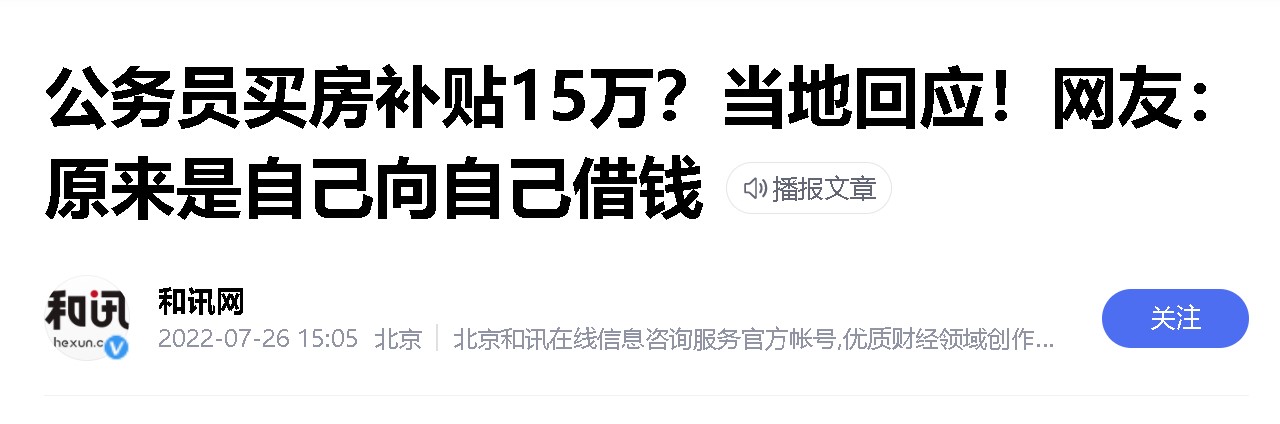 公务员买房补贴15万？当地回应！网友：
原来是自己向自己借钱
播报文章
和讯
hexun.c
和讯网
2022-07-26 15:05 北京 北京和讯在线信息咨询服务官方帐号,优质财经领域创作...
关注